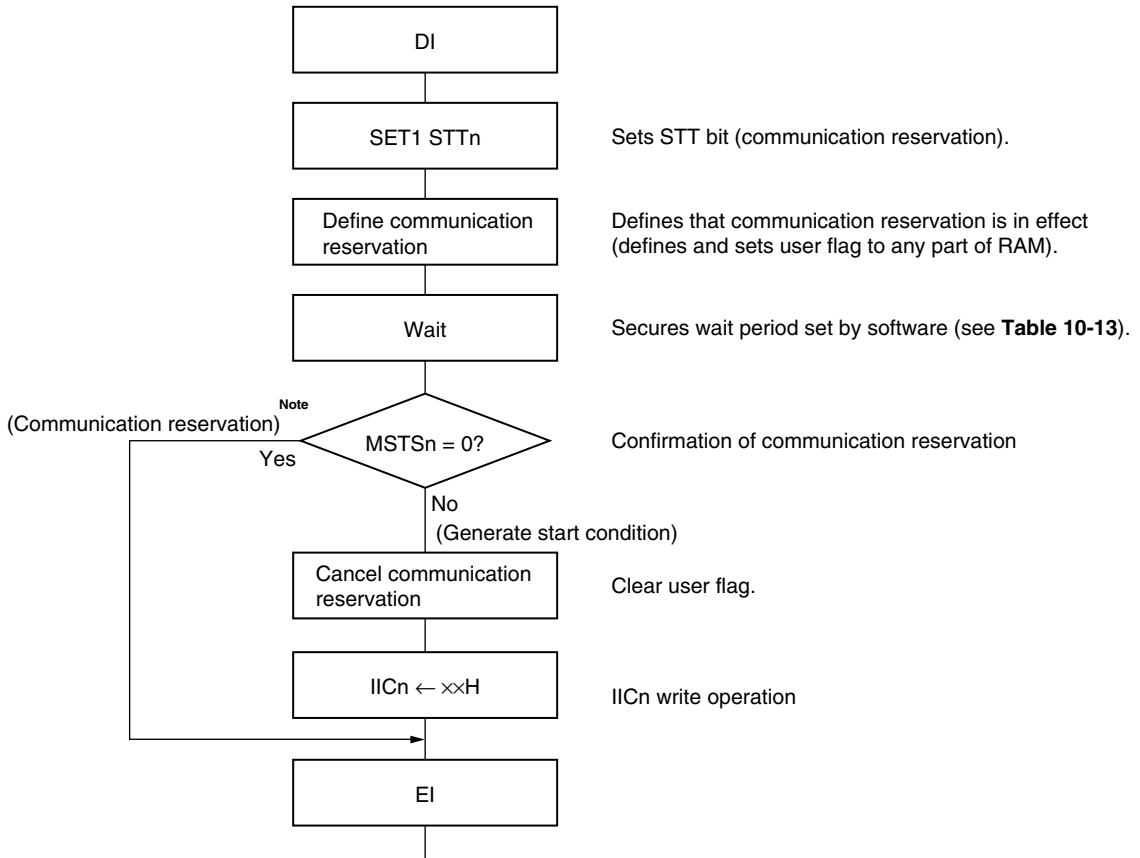 DI
SET1 STTn
Sets STT bit (communication reservation).
Define communication
reservation
Defines that communication reservation is in effect
(defines and sets user flag to any part of RAM).
Wait
Secures wait period set by software (see Table 10-13).
(Communication reservation) Note
Yes
MSTSn = 0?
Confirmation of communication reservation
No
(Generate start condition)
Cancel communication
reservation
Clear user flag.
IICn ← ××H
IICn write operation
EI